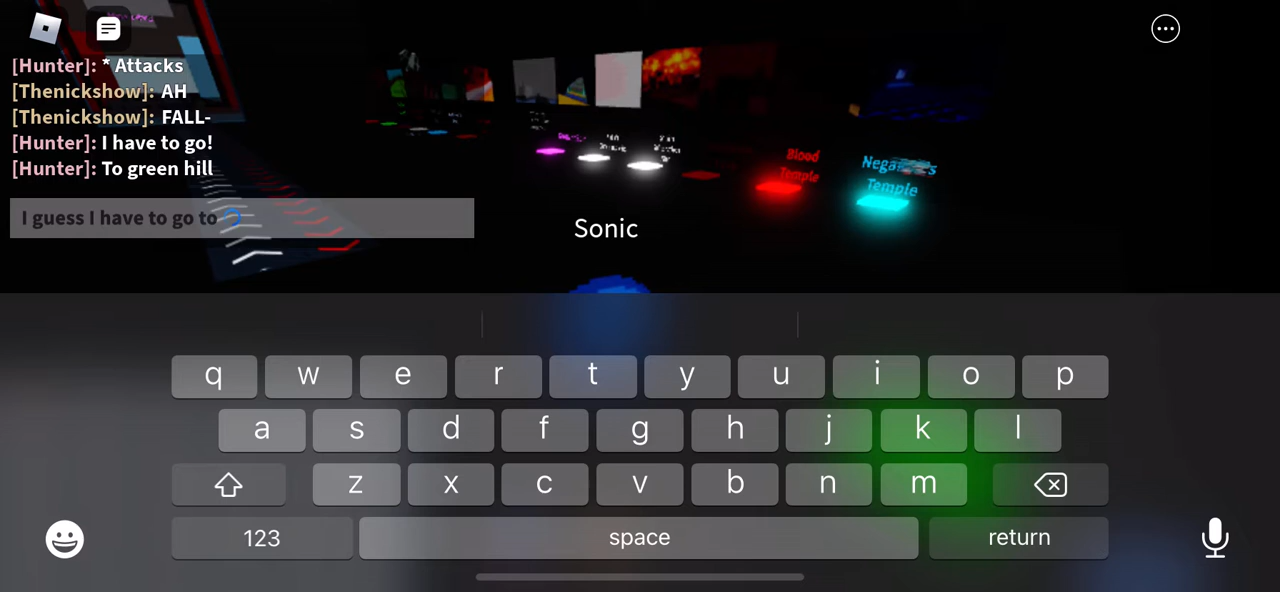 [Hunter]: * Attacks
[Thenickshow]: AH
[Thenickshow]: FALL-
[Hunter]: I have to go!
[Hunter]: To green hill
I guess I have to go to
Sonic
Blood
Temple
Temple
q w e r t y u i o p
a s d f g h j k l
z x c v b n m
123 space return